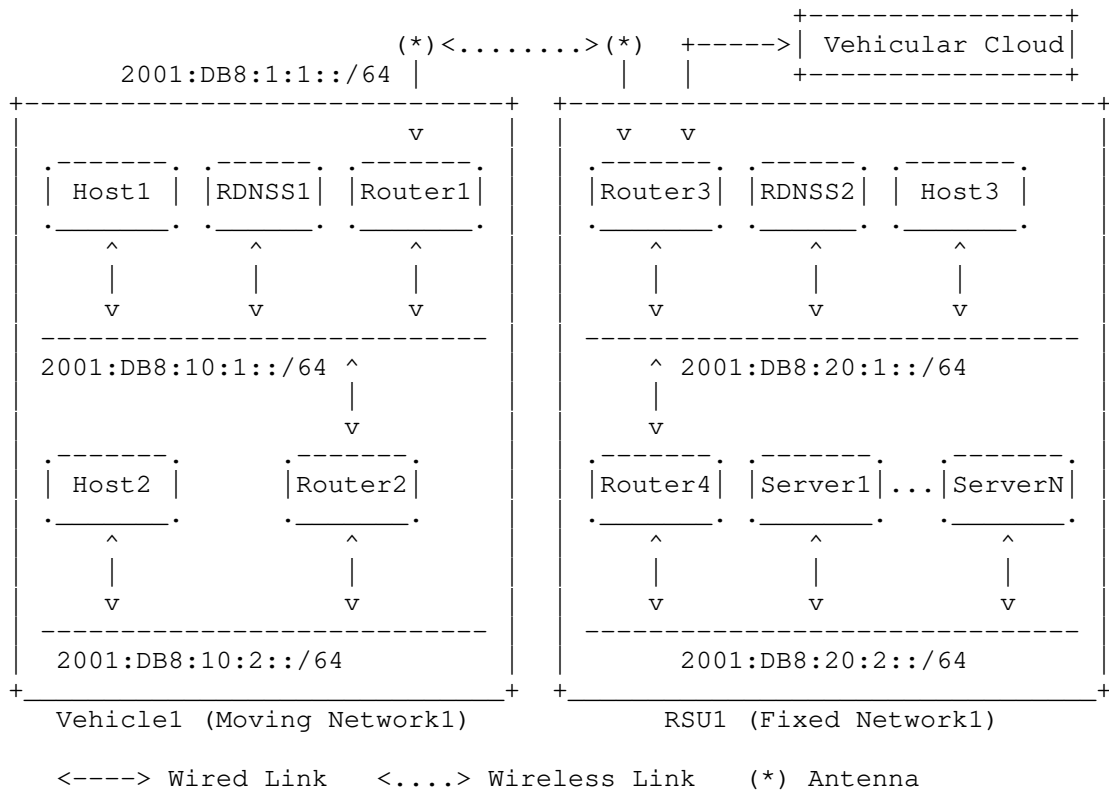 Vehicular Cloud
(*)<........>(*) +----->
2001:DB8:1:1::/64
Host1 RDNSS1 Router1 Router3 RDNSS2 Host3
2001:DB8:10:1::/64 2001:DB8:20:1::/64
Host2 Router2 Router4 Server1 ... ServerN
2001:DB8:10:2::/64 2001:DB8:20:2::/64
Vehicle1 (Moving Network1) RSU1 (Fixed Network1)
<----> Wired Link <....> Wireless Link (*) Antenna